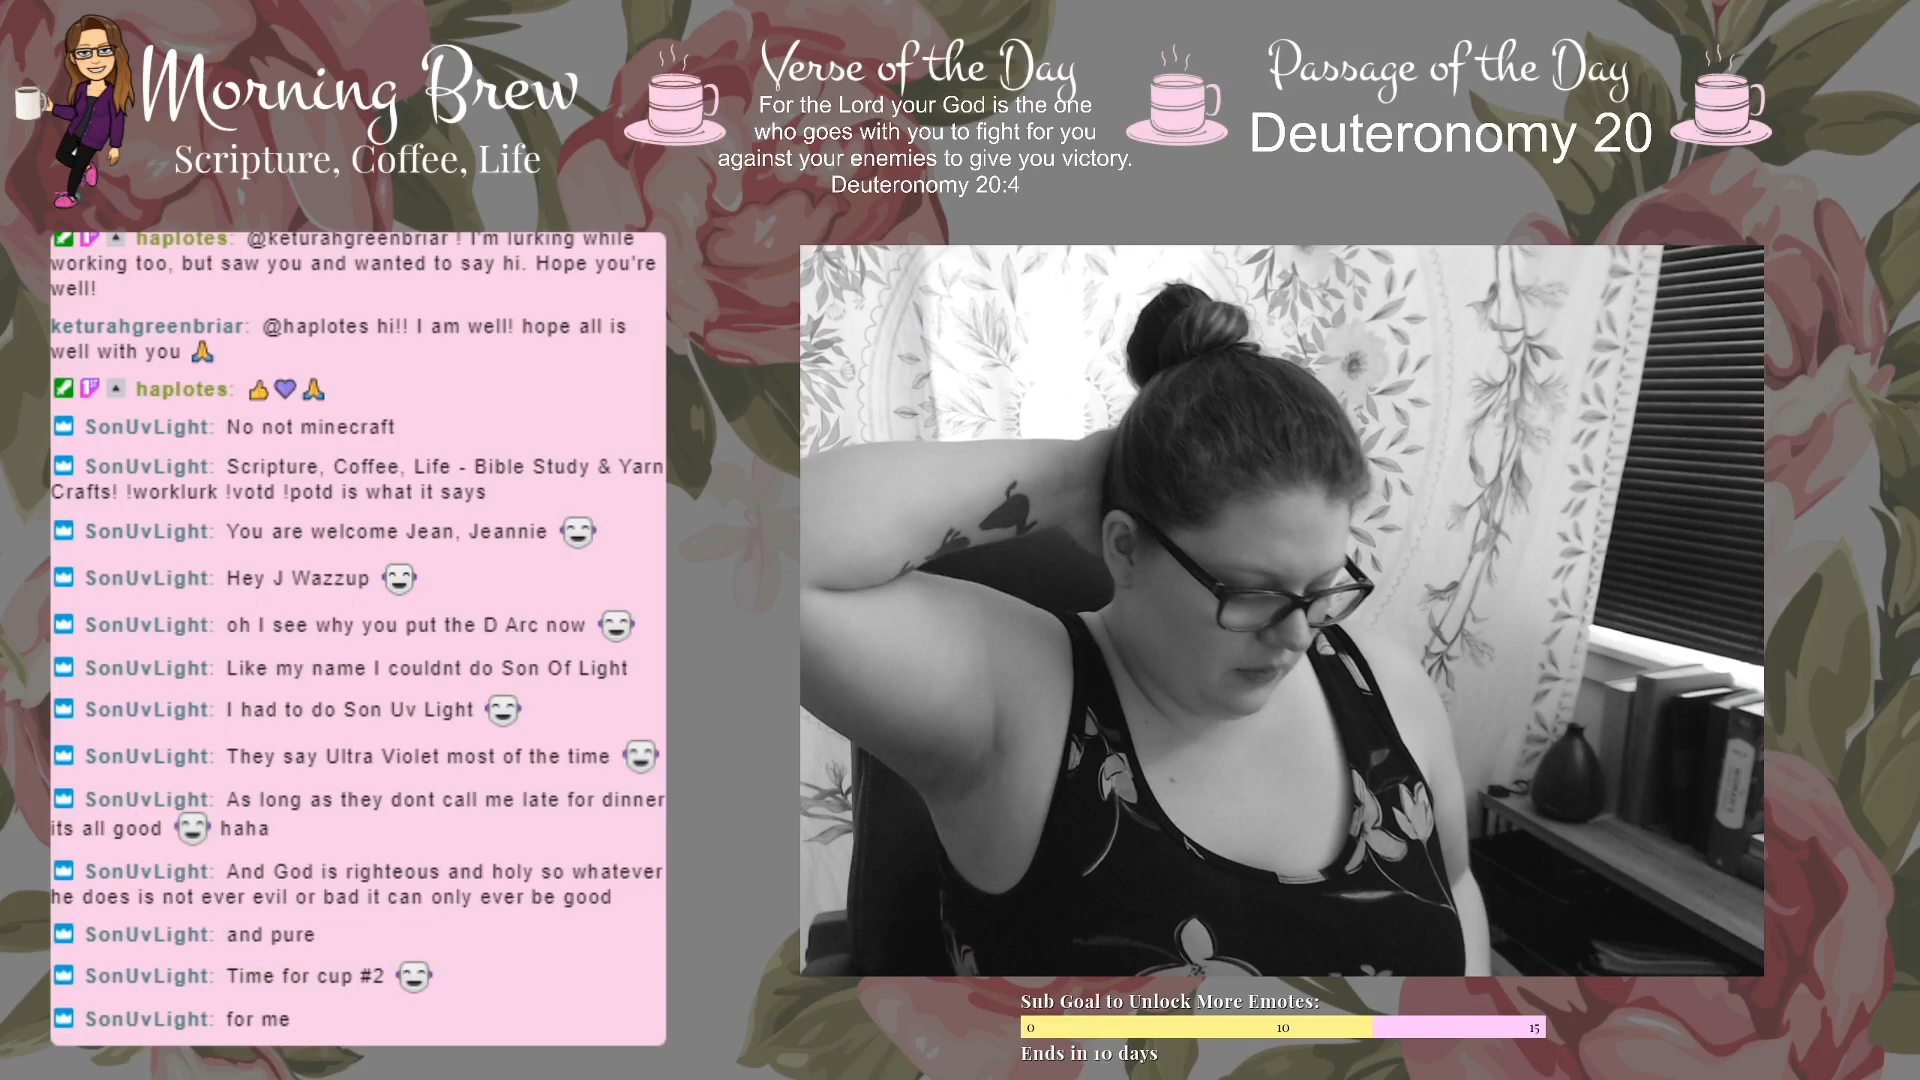 Morning Brew
Scripture, Coffee, Life
Verse of the Day
For the Lord your God is the one
who goes with you to fight for you
against your enemies to give you victory.
Deuteronomy 20:4
Passage of the Day
Deuteronomy 20
haplotes: @keturahgreenbriar ! I'm lurking while
working too, but saw you and wanted to say hi. Hope you're
well!
keturahgreenbriar: @haplotes hi!! I am well! hope all is
well with you 🙏
haplotes: 👍💜🙏
SonUvLight: No not minecraft
SonUvLight: Scripture, Coffee, Life - Bible Study & Yarn
Crafts! !worklurk !votd !potd is what it says
SonUvLight: You are welcome Jean, Jeannie
SonUvLight: Hey J Wazzup
SonUvLight: oh I see why you put the D Arc now
SonUvLight: Like my name I couldnt do Son Of Light
SonUvLight: I had to do Son Uv Light
SonUvLight: They say Ultra Violet most of the time
SonUvLight: As long as they dont call me late for dinner
its all good haha
SonUvLight: And God is righteous and holy so whatever
he does is not ever evil or bad it can only ever be good
SonUvLight: and pure
SonUvLight: Time for cup #2
SonUvLight: for me
Sub Goal to Unlock More Emotes:
0 10 15
Ends in 10 days